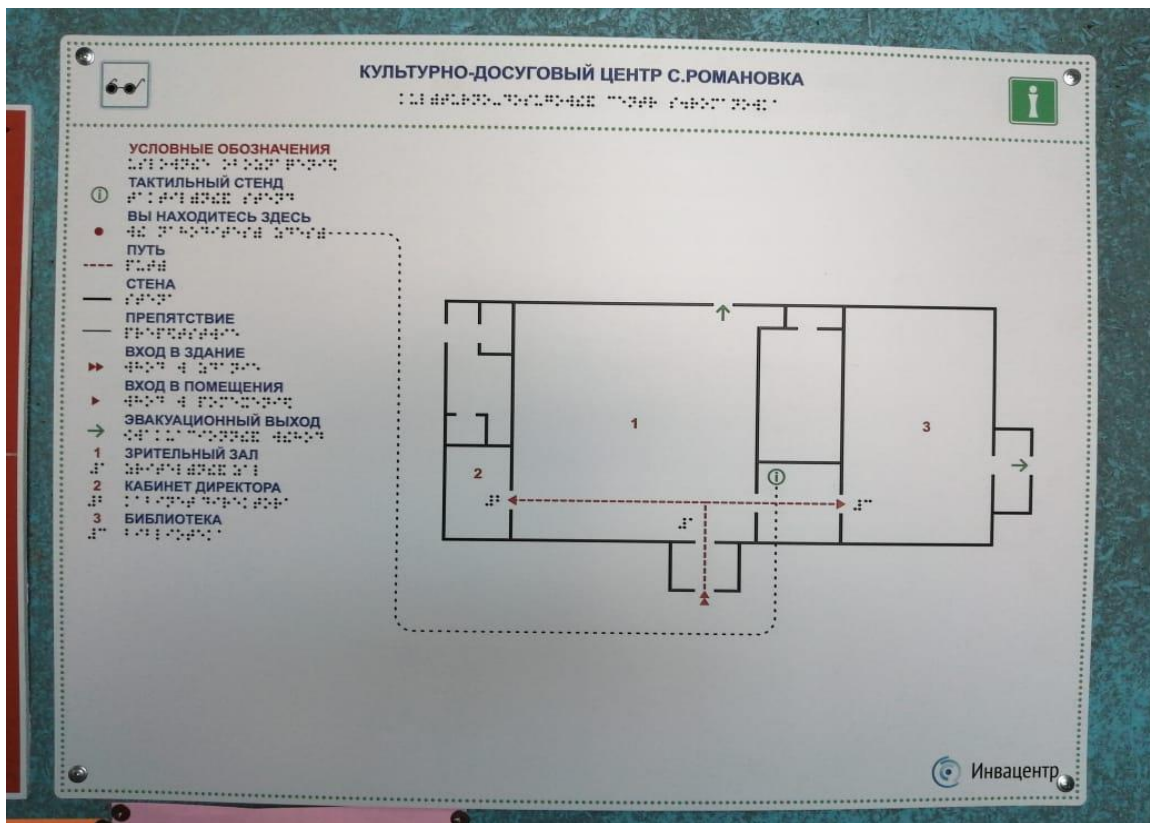 КУЛЬТУРНО-ДОСУГОВЫЙ ЦЕНТР С.РОМАНОВКА
⠅⠥⠇⠾⠞⠥⠗⠝⠕⠤⠙⠕⠎⠥⠛⠕⠺⠮⠯ ⠉⠑⠝⠞⠗ ⠎⠲⠗⠕⠍⠁⠝⠕⠺⠅⠁
УСЛОВНЫЕ ОБОЗНАЧЕНИЯ
⠥⠎⠇⠕⠺⠝⠮⠑ ⠕⠃⠕⠵⠝⠁⠟⠑⠝⠊⠫
ТАКТИЛЬНЫЙ СТЕНД
⠞⠁⠅⠞⠊⠇⠾⠝⠮⠯ ⠎⠞⠑⠝⠙
ВЫ НАХОДИТЕСЬ ЗДЕСЬ
⠺⠮ ⠝⠁⠓⠕⠙⠊⠞⠑⠎⠾ ⠵⠙⠑⠎⠾
ПУТЬ
⠏⠥⠞⠾
СТЕНА
⠎⠞⠑⠝⠁
ПРЕПЯТСТВИЕ
⠏⠗⠑⠏⠫⠞⠎⠞⠺⠊⠑
ВХОД В ЗДАНИЕ
⠺⠓⠕⠙ ⠺ ⠵⠙⠁⠝⠊⠑
ВХОД В ПОМЕЩЕНИЯ
⠺⠓⠕⠙ ⠺ ⠏⠕⠍⠑⠭⠑⠝⠊⠫
ЭВАКУАЦИОННЫЙ ВЫХОД
⠪⠺⠁⠅⠥⠁⠉⠊⠕⠝⠝⠮⠯ ⠺⠮⠓⠕⠙
1 ЗРИТЕЛЬНЫЙ ЗАЛ
⠼⠁ ⠵⠗⠊⠞⠑⠇⠾⠝⠮⠯ ⠵⠁⠇
2 КАБИНЕТ ДИРЕКТОРА
⠼⠃ ⠅⠁⠃⠊⠝⠑⠞ ⠙⠊⠗⠑⠅⠞⠕⠗⠁
3 БИБЛИОТЕКА
⠼⠉ ⠃⠊⠃⠇⠊⠕⠞⠑⠅⠁
1
3
2
⠼⠃
⠼⠉
⠼⠁
Инвацентр